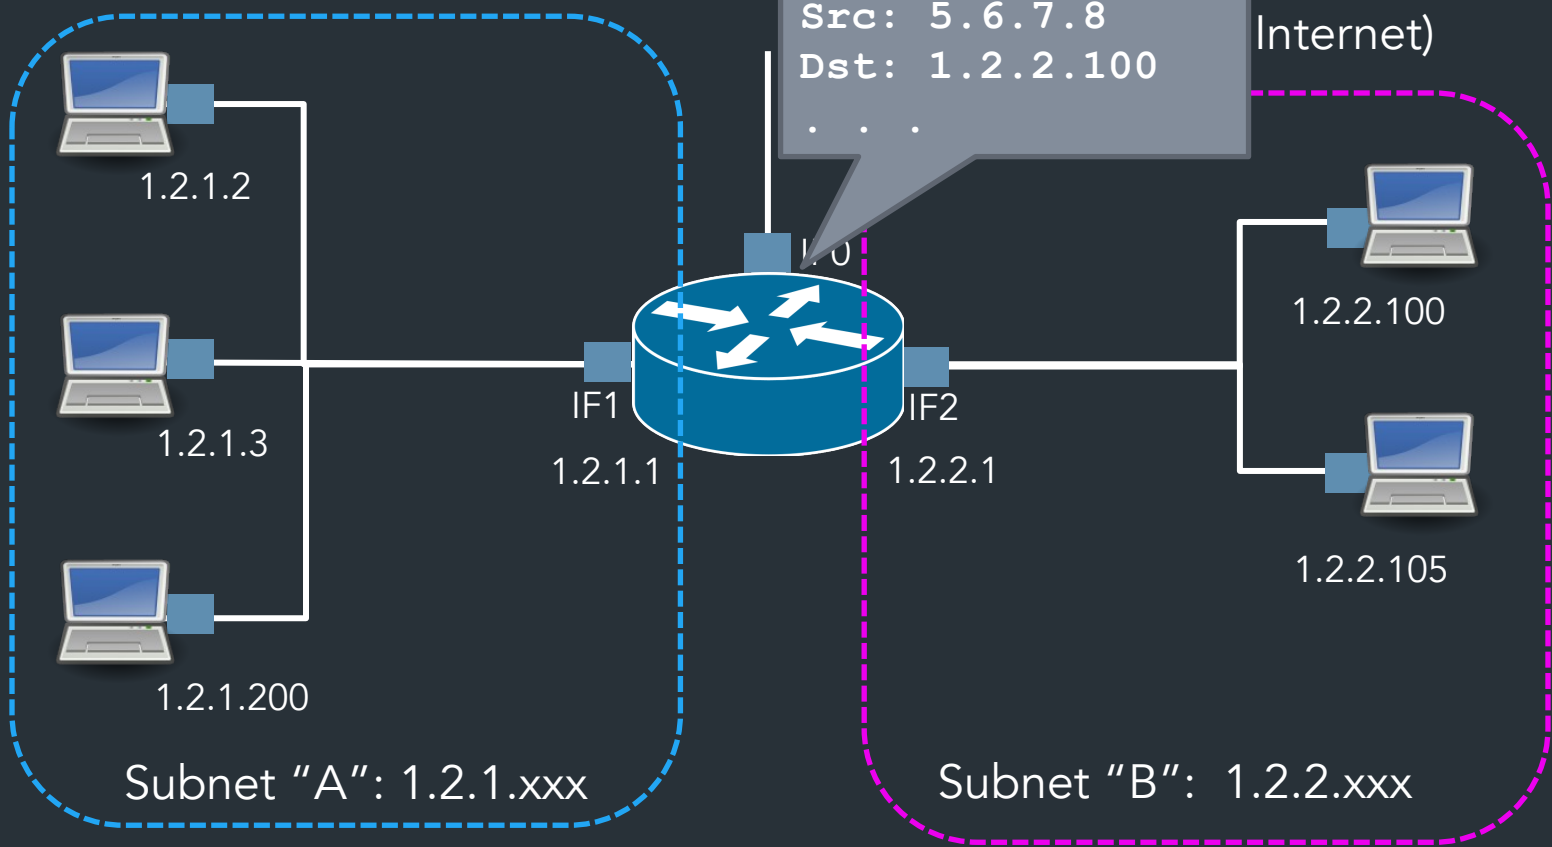 Src: 5.6.7.8
Dst: 1.2.2.100
. . .
Internet)
1.2.1.2
1.2.2.100
1.2.1.3
IF1
IF2
1.2.1.1
1.2.2.1
1.2.2.105
1.2.1.200
Subnet “A”: 1.2.1.xxx
Subnet “B”: 1.2.2.xxx